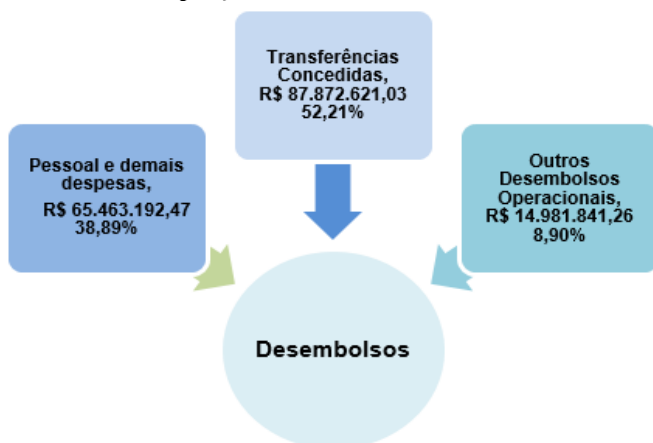 Transferências
Concedidas,
R$ 87.872.621,03
52,21%
Pessoal e demais
despesas,
R$ 65.463.192,47
38,89%
Outros
Desembolsos
Operacionais,
R$ 14.981.841,26
8,90%
Desembolsos